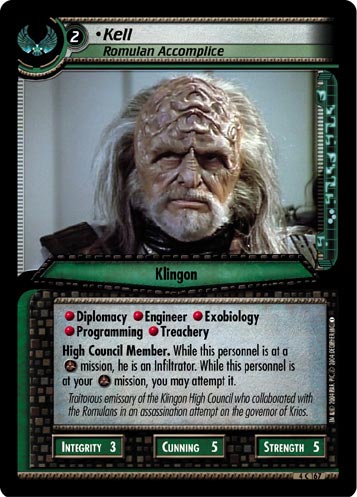 2
•Kell
Romulan Accomplice
Klingon
Diplomacy Engineer Exobiology
Programming Treachery
High Council Member. While this personnel is at a
mission, he is an Infiltrator. While this personnel is
at your mission, you may attempt it.
Traitorous emissary of the Klingon High Council who collaborated with
the Romulans in an assassination attempt on the governor of Krios.
INTEGRITY 3 CUNNING 5 STRENGTH 5
4 C 167